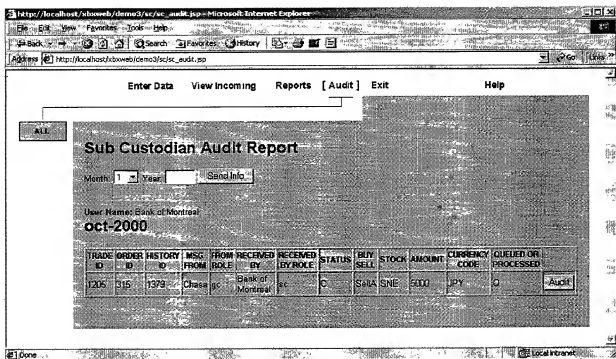 http://localhost/xbxweb/demo3/sc/sc_audit.jsp - Microsoft Internet Explorer
File Edit View Favorites Tools Help
Back Search Favorites History
Address http://localhost/xbxweb/demo3/sc/sc_audit.jsp Go Links
Enter Data View Incoming Reports [ Audit ] Exit Help
ALL
Sub Custodian Audit Report
Month: 1 Year: Send Info
User Name: Bank of Montreal
oct-2000
TRADE ID ORDER ID HISTORY ID MSG FROM FROM ROLE RECEIVED BY RECEIVED BY ROLE STATUS BUY SELL STOCK AMOUNT CURRENCY CODE QUEUED OR PROCESSED
1205 315 1379 Chase gc Bank of Montreal sc C SellA SNE 5000 JPY Q Audit
Done Local intranet